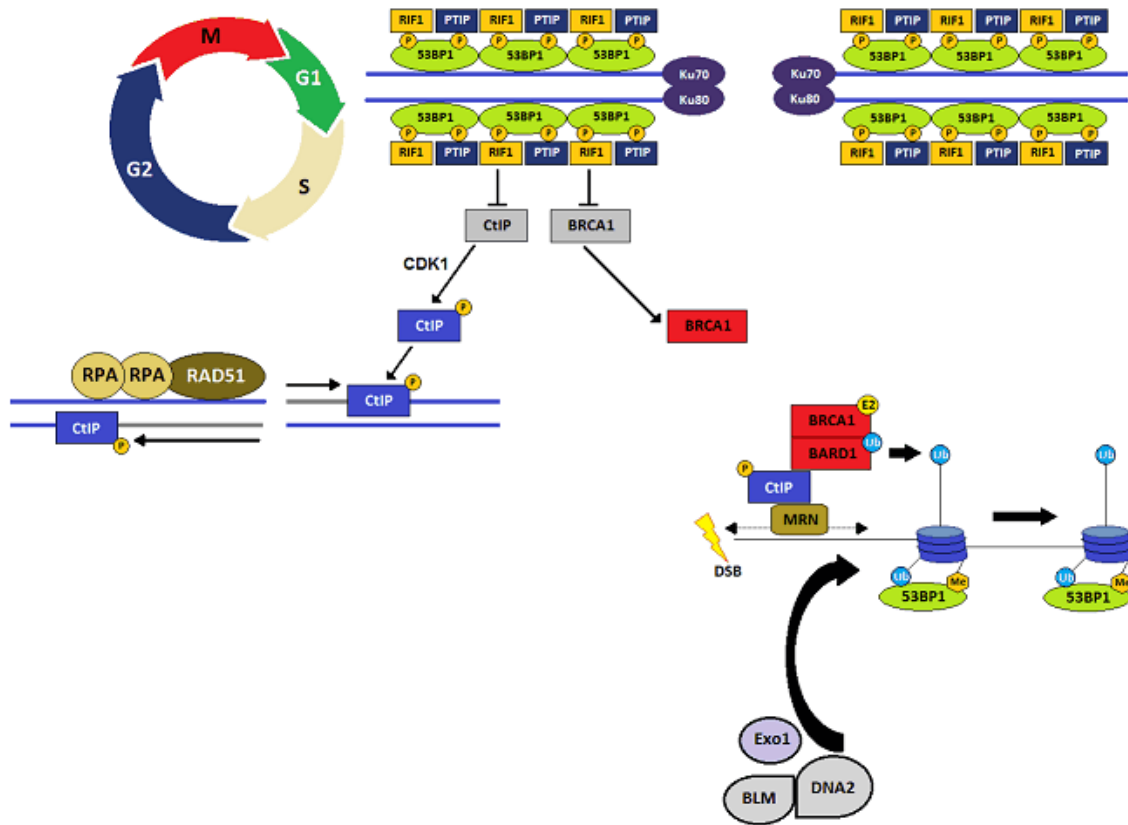 M
G1
S
G2
RIF1 PTIP RIF1 PTIP RIF1 PTIP
P P P P P P
53BP1 53BP1 53BP1
Ku70
Ku80
53BP1 53BP1 53BP1
P P P P P P
RIF1 PTIP RIF1 PTIP RIF1 PTIP
RIF1 PTIP RIF1 PTIP RIF1 PTIP
P P P P P P
53BP1 53BP1 53BP1
Ku70
Ku80
53BP1 53BP1 53BP1
P P P P P P
RIF1 PTIP RIF1 PTIP RIF1 PTIP
CtIP
BRCA1
CDK1
P
CtIP
BRCA1
RPA RPA RAD51
P
CtIP
CtIP
P
E2
BRCA1
Ub
BARD1
P
CtIP
MRN
DSB
Ub
Ub
Ub
Me
53BP1
Ub
Me
53BP1
Exo1
BLM
DNA2